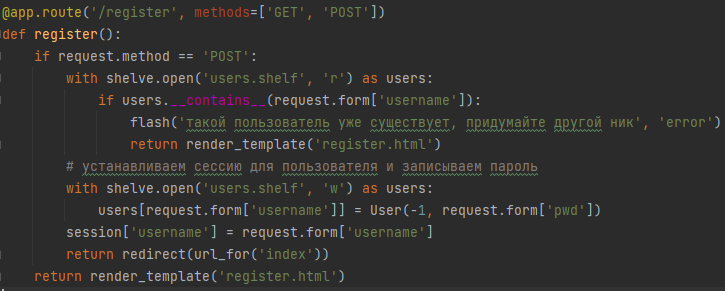 @app.route('/register', methods=['GET', 'POST'])
def register():
    if request.method == 'POST':
        with shelve.open('users.shelf', 'r') as users:
            if users.__contains__(request.form['username']):
                flash('такой пользователь уже существует, придумайте другой ник', 'error')
                return render_template('register.html')
        # устанавливаем сессию для пользователя и записываем пароль
        with shelve.open('users.shelf', 'w') as users:
            users[request.form['username']] = User(-1, request.form['pwd'])
        session['username'] = request.form['username']
        return redirect(url_for('index'))
    return render_template('register.html')